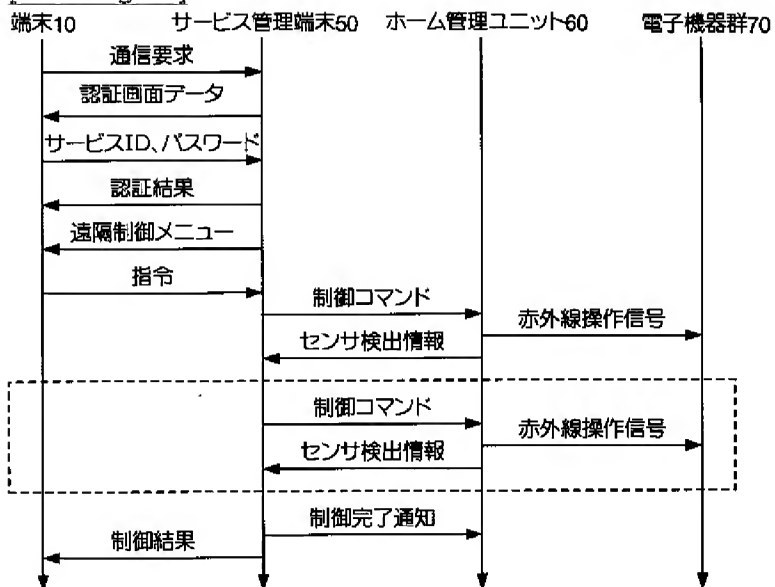 端末10 サービス管理端末50 ホーム管理ユニット60 電子機器群70
通信要求
認証画面データ
サービスID、パスワード
認証結果
遠隔制御メニュー
指令
制御コマンド
赤外線操作信号
センサ検出情報
制御コマンド
赤外線操作信号
センサ検出情報
制御完了通知
制御結果